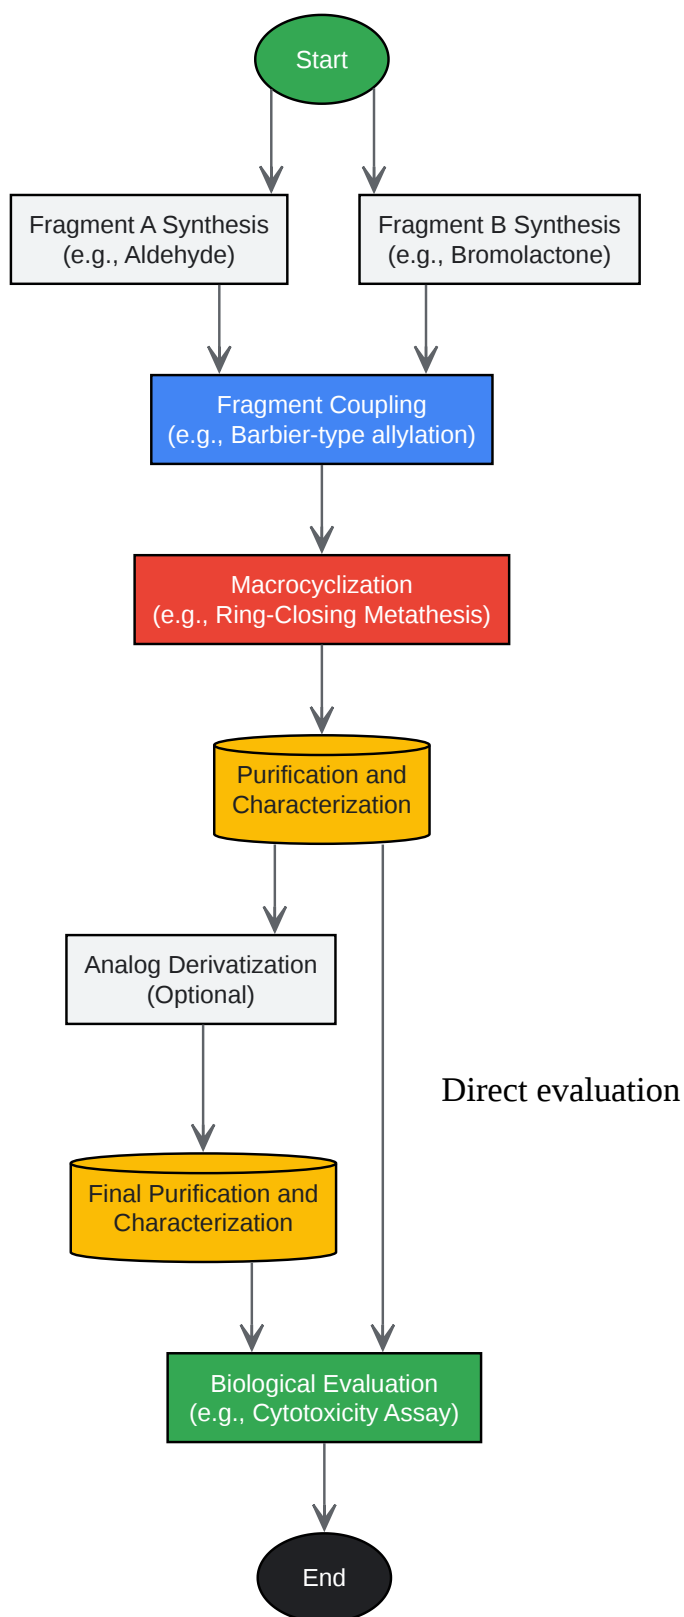 Start
Fragment A Synthesis
(e.g., Aldehyde)
Fragment B Synthesis
(e.g., Bromolactone)
Fragment Coupling
(e.g., Barbier-type allylation)
Macrocyclization
(e.g., Ring-Closing Metathesis)
Purification and
Characterization
Analog Derivatization
(Optional)
Direct evaluation
Final Purification and
Characterization
Biological Evaluation
(e.g., Cytotoxicity Assay)
End